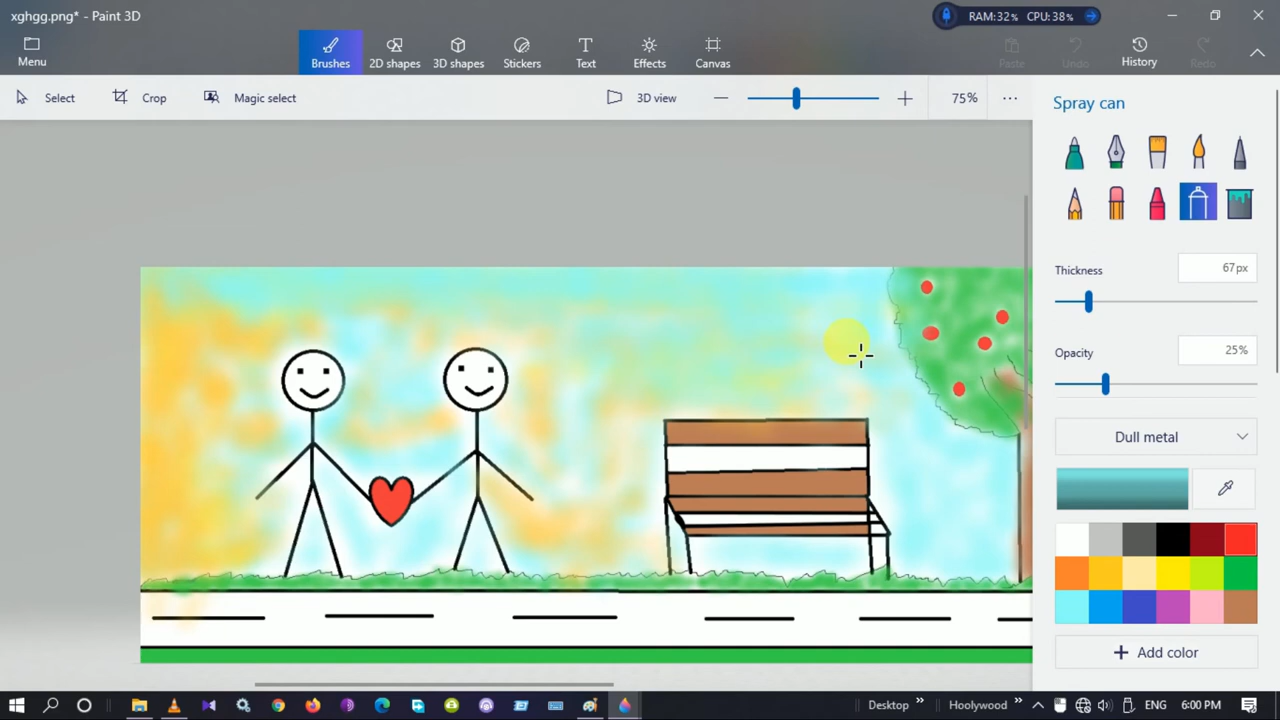 xghgg.png* - Paint 3D
RAM:32% CPU:38%
Menu
Brushes
2D shapes
3D shapes
Stickers
Text
Effects
Canvas
Paste
Undo
History
Redo
Select
Crop
Magic select
3D view
75%
Spray can
Thickness
67px
Opacity
25%
Dull metal
Add color
Desktop
Hoolywood
ENG
6:00 PM